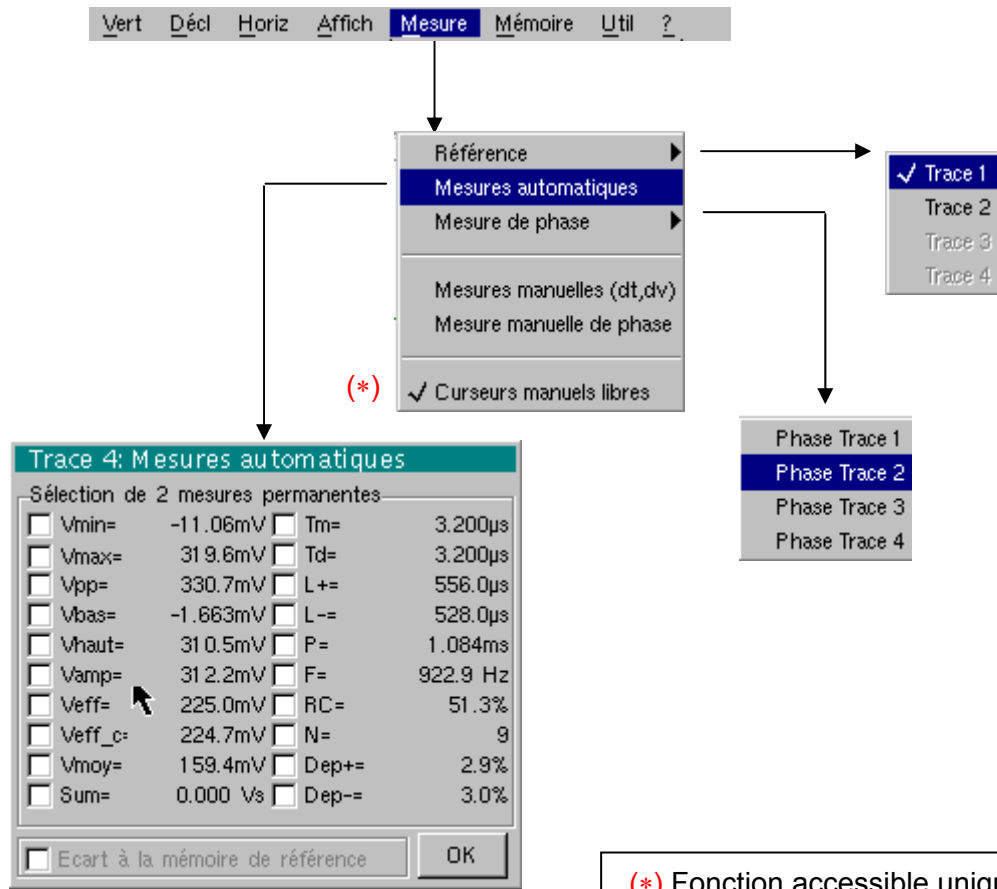 Vert Décl Horiz Affich Mesure Mémoire Util ?
Référence
Mesures automatiques
Mesure de phase
Mesures manuelles (dt,dv)
Mesure manuelle de phase
(*) ✓ Curseurs manuels libres
✓ Trace 1
Trace 2
Trace 3
Trace 4
Phase Trace 1
Phase Trace 2
Phase Trace 3
Phase Trace 4
Trace 4: Mesures automatiques
Sélection de 2 mesures permanentes
Vmin= -11.06mV Tm= 3.200µs
Vmax= 319.6mV Td= 3.200µs
Vpp= 330.7mV L+= 556.0µs
Vbas= -1.663mV L-= 528.0µs
Vhaut= 310.5mV P= 1.084ms
Vamp= 312.2mV F= 922.9 Hz
Veff= 225.0mV RC= 51.3%
Veff_c= 224.7mV N= 9
Vmoy= 159.4mV Dep+= 2.9%
Sum= 0.000 Vs Dep-= 3.0%
Ecart à la mémoire de référence OK
(*) Fonction accessible